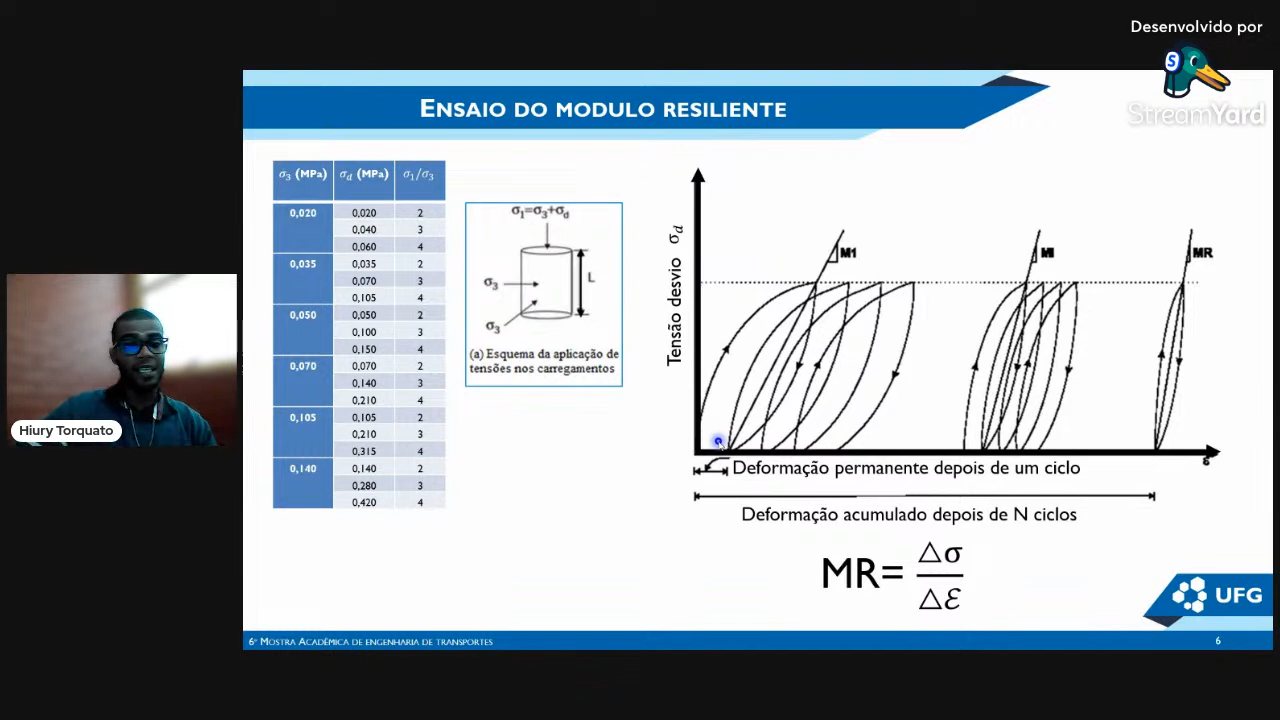 Desenvolvido por
StreamYard
ENSAIO DO MODULO RESILIENTE
σ3 (MPa) σd (MPa) σ1/σ3
0,020 0,020 2
0,040 3
0,060 4
0,035 0,035 2
0,070 3
0,105 4
0,050 0,050 2
0,100 3
0,150 4
0,070 0,070 2
0,140 3
0,210 4
0,105 0,105 2
0,210 3
0,315 4
0,140 0,140 2
0,280 3
0,420 4
σ1=σ3+σd
L
σ3
σ3
(a) Esquema da aplicação de
tensões nos carregamentos
Tensão desvio σd
M1
MI
MR
ε
Deformação permanente depois de um ciclo
Deformação acumulado depois de N ciclos
MR= △σ
△ℰ
Hiury Torquato
UFG
6º MOSTRA ACADÊMICA DE ENGENHARIA DE TRANSPORTES
6